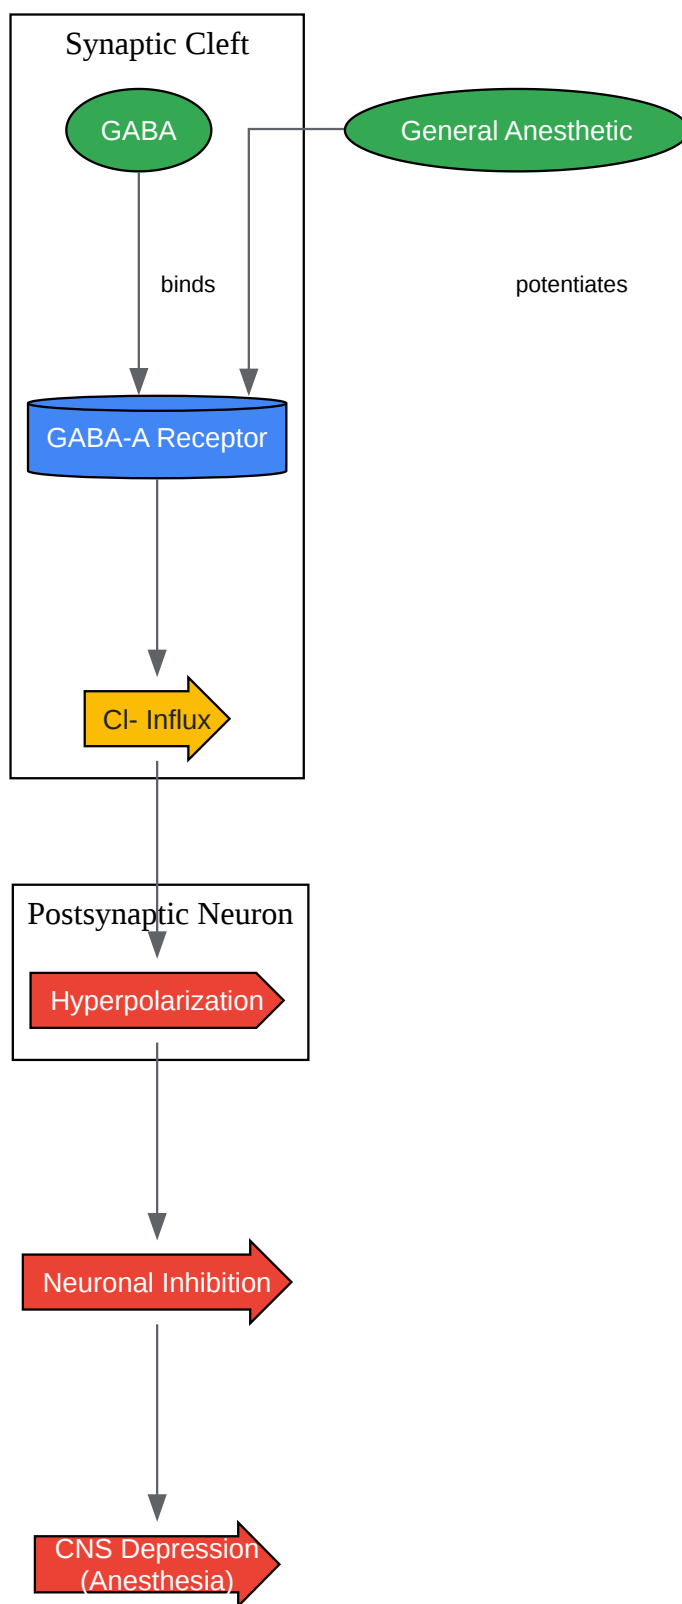 Synaptic Cleft
GABA
General Anesthetic
binds
potentiates
GABA-A Receptor
Cl- Influx
Postsynaptic Neuron
Hyperpolarization
Neuronal Inhibition
CNS Depression
(Anesthesia)